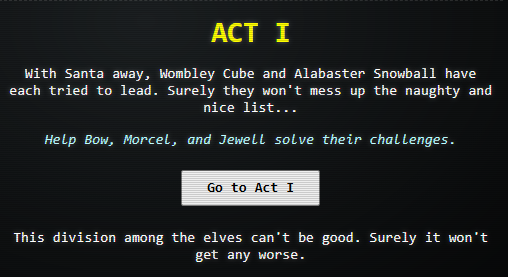 ACT I
With Santa away, Wombley Cube and Alabaster Snowball have
each tried to lead. Surely they won't mess up the naughty and
nice list...
Help Bow, Morcel, and Jewell solve their challenges.
Go to Act I
This division among the elves can't be good. Surely it won't
get any worse.